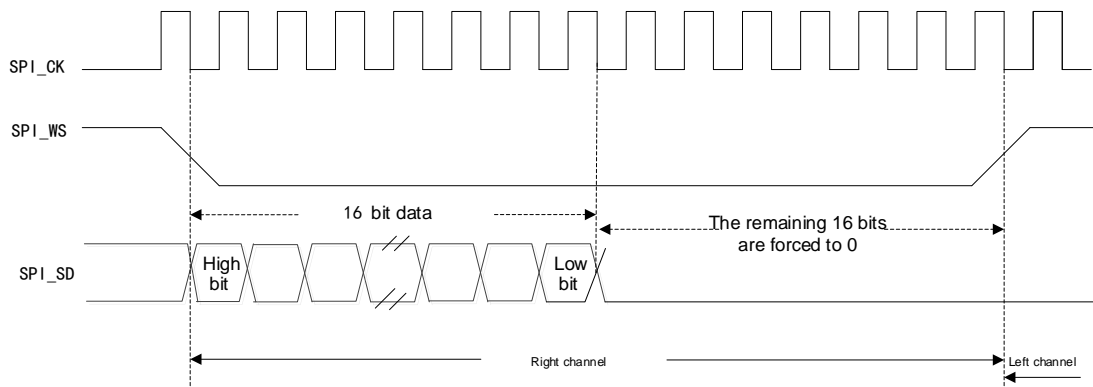 SPI_CK
SPI_WS
16 bit data
The remaining 16 bits
are forced to 0
SPI_SD
High
bit
Low
bit
Right channel
Left channel